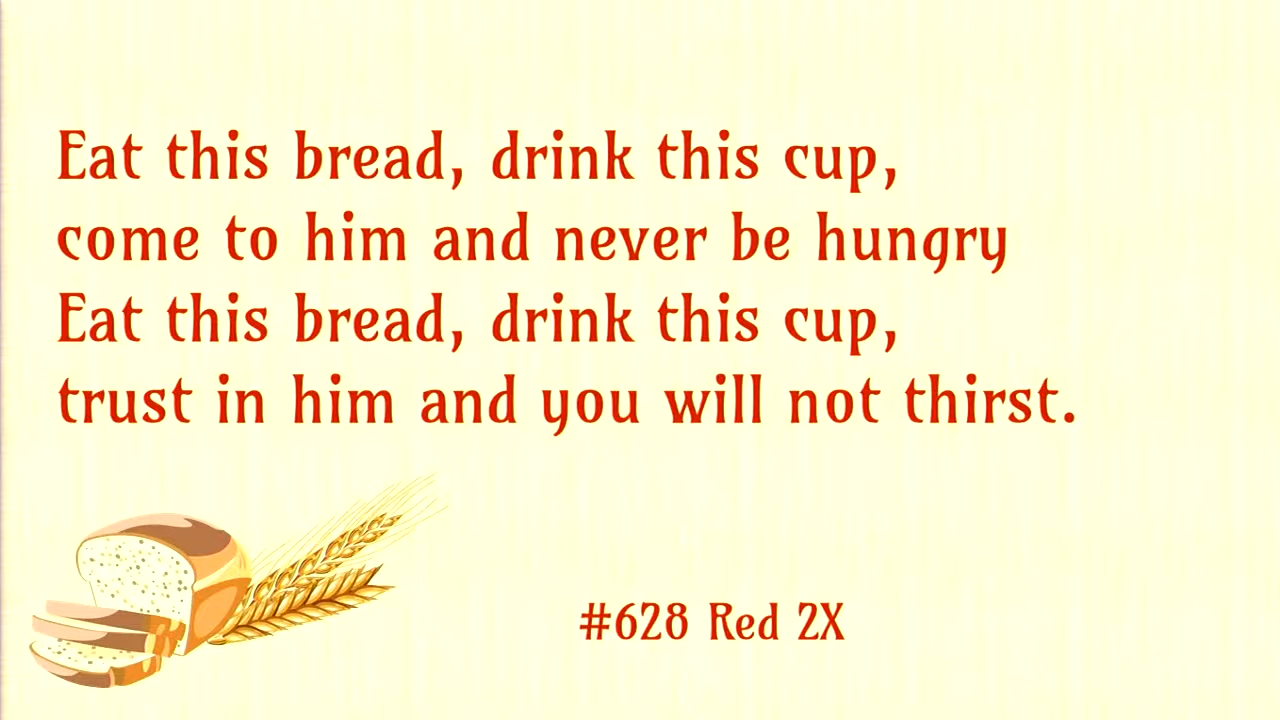 Eat this bread, drink this cup,
come to him and never be hungry
Eat this bread, drink this cup,
trust in him and you will not thirst.
#628 Red 2X